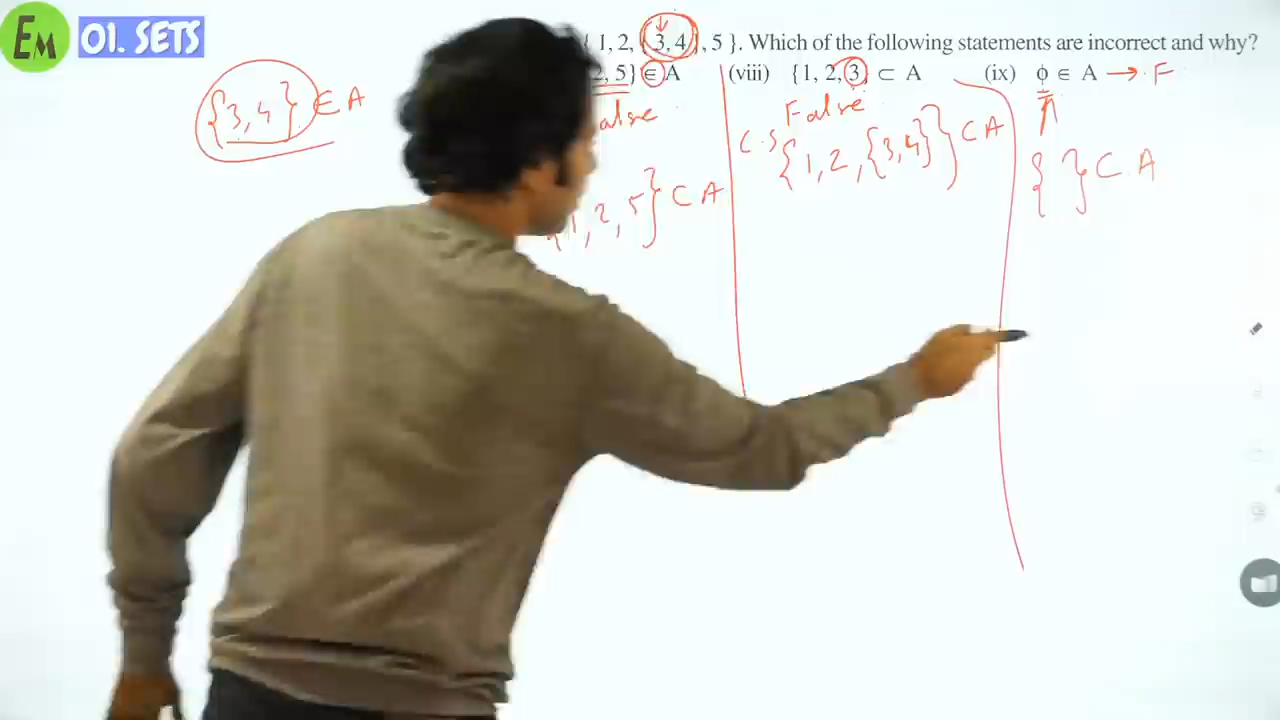 Em 01. SETS
{ 1, 2, { 3, 4 }, 5 }. Which of the following statements are incorrect and why?
2, 5} ∈ A (viii) {1, 2, 3} ⊂ A (ix) ϕ ∈ A → F
{3, 4} ∈ A
False
C.S {1, 2, {3, 4}} ⊂ A
{ } ⊂ A
{1, 2, 5} ⊂ A